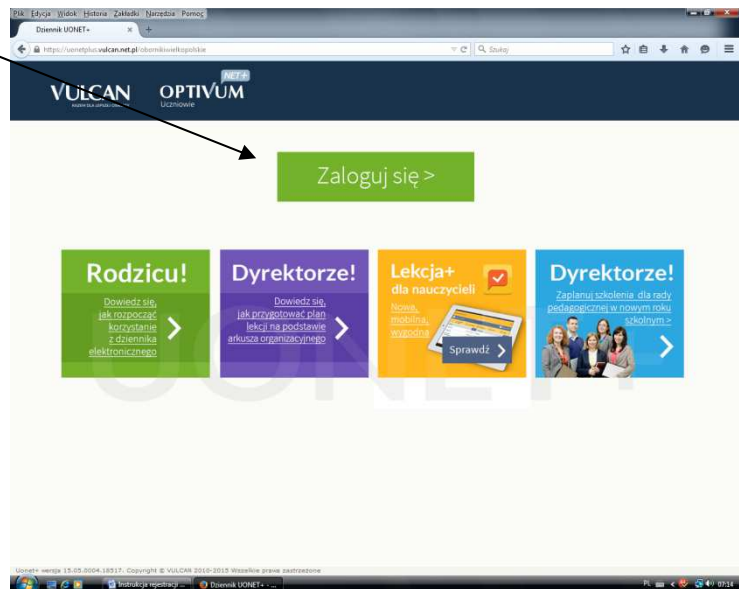 Plik Edycja Widok Historia Zakładki Narzędzia Pomoc
Dziennik UONET+ × +
https://uonetplus.vulcan.net.pl/obornikiwielkopolskie
Szukaj
VULCAN
OPTIVUM NET+
Uczniowie
Zaloguj się >
Rodzicu!
Dowiedz się,
jak rozpocząć
korzystanie
z dziennika
elektronicznego
Dyrektorze!
Dowiedz się,
jak przygotować plan
lekcji na podstawie
arkusza organizacyjnego
Lekcja+
dla nauczycieli
Nowa,
mobilna,
wygodna
Sprawdź
Dyrektorze!
Zaplanuj szkolenia dla rady
pedagogicznej w nowym roku
szkolnym >
UONET+
Uonet+ wersja 15.05.0004.18517. Copyright © VULCAN 2010-2015 Wszelkie prawa zastrzeżone
Instrukcja rejestracji ...
Dziennik UONET+ - ...
PL
07:14